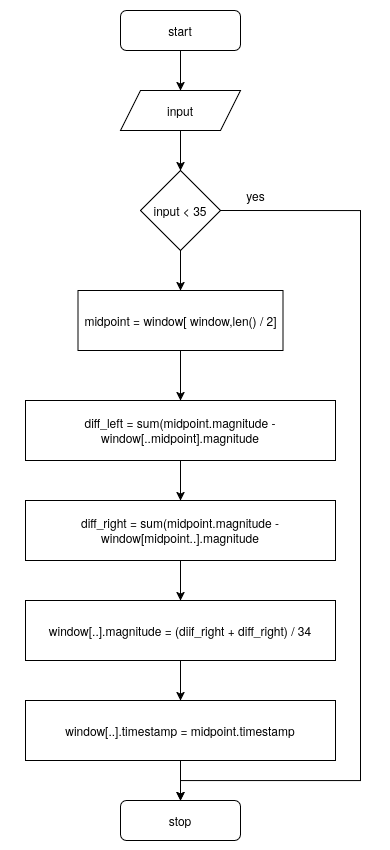 start
input
yes
input < 35
midpoint = window[ window,len() / 2]
diff_left = sum(midpoint.magnitude -
window[..midpoint].magnitude
diff_right = sum(midpoint.magnitude -
window[midpoint..].magnitude
window[..].magnitude = (diif_right + diff_right) / 34
window[..].timestamp = midpoint.timestamp
stop